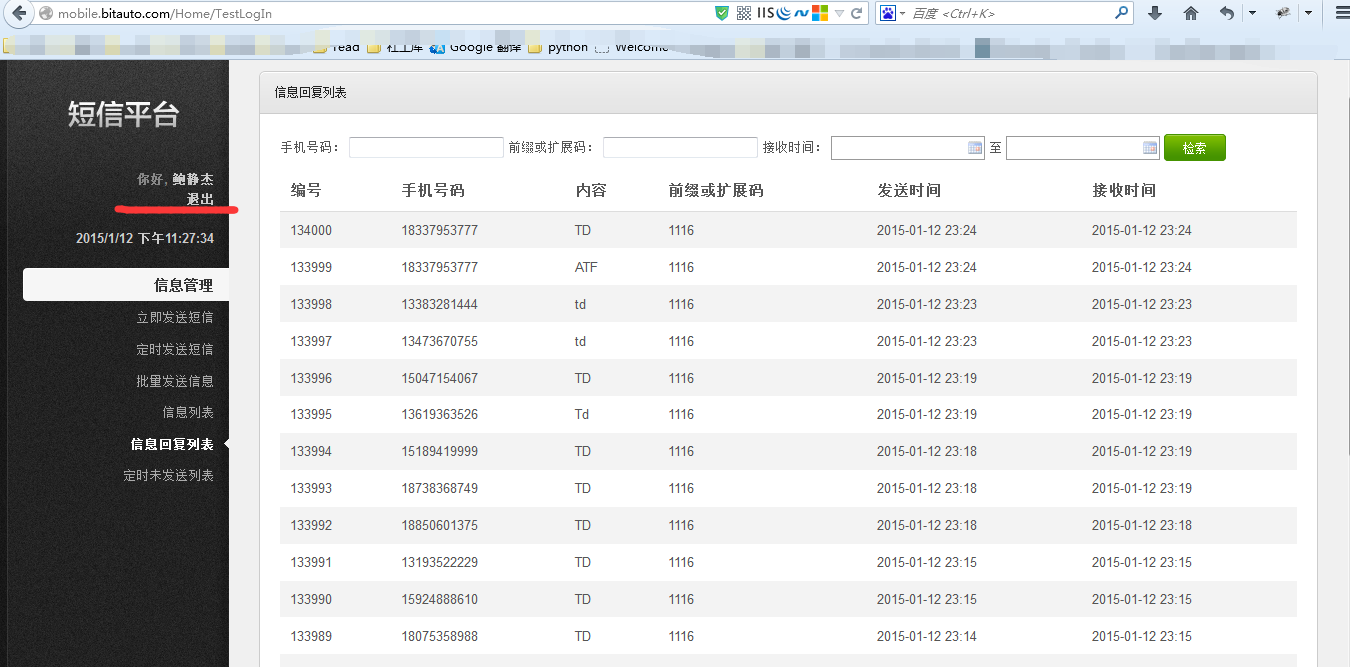 mobile.bitauto.com/Home/TestLogIn IIS 百度 <Ctrl+K>
read 社工库 Google 翻译 python Welcome
短信平台
你好, 鲍静杰
退出
2015/1/12 下午11:27:34
信息管理
立即发送短信
定时发送短信
批量发送信息
信息列表
信息回复列表
定时未发送列表
信息回复列表
手机号码： 前缀或扩展码： 接收时间： 至 检索
编号 手机号码 内容 前缀或扩展码 发送时间 接收时间
134000 18337953777 TD 1116 2015-01-12 23:24 2015-01-12 23:24
133999 18337953777 ATF 1116 2015-01-12 23:24 2015-01-12 23:24
133998 13383281444 td 1116 2015-01-12 23:23 2015-01-12 23:23
133997 13473670755 td 1116 2015-01-12 23:23 2015-01-12 23:23
133996 15047154067 TD 1116 2015-01-12 23:19 2015-01-12 23:19
133995 13619363526 Td 1116 2015-01-12 23:19 2015-01-12 23:19
133994 15189419999 TD 1116 2015-01-12 23:18 2015-01-12 23:19
133993 18738368749 TD 1116 2015-01-12 23:18 2015-01-12 23:19
133992 18850601375 TD 1116 2015-01-12 23:18 2015-01-12 23:18
133991 13193522229 TD 1116 2015-01-12 23:15 2015-01-12 23:15
133990 15924888610 TD 1116 2015-01-12 23:15 2015-01-12 23:15
133989 18075358988 TD 1116 2015-01-12 23:14 2015-01-12 23:15